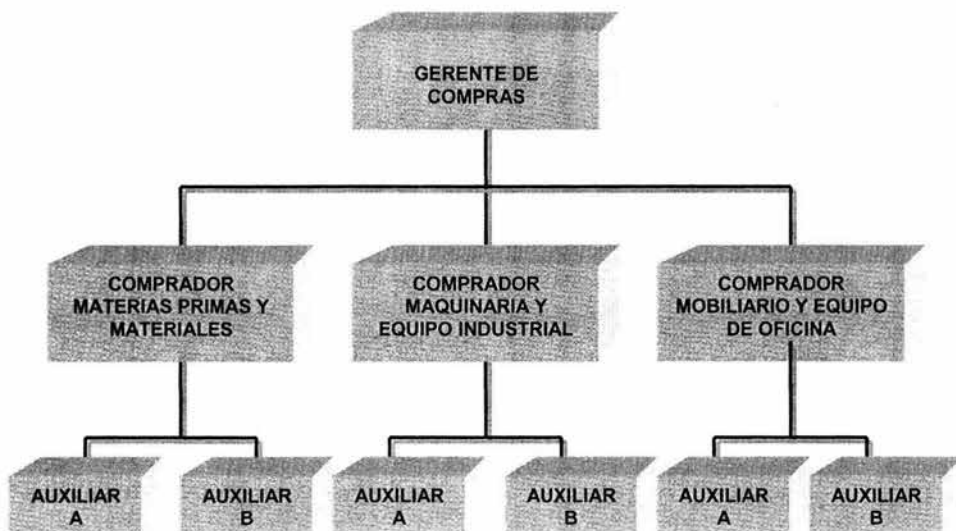 GERENTE DE
COMPRAS
COMPRADOR
MATERIAS PRIMAS Y
MATERIALES
COMPRADOR
MAQUINARIA Y
EQUIPO INDUSTRIAL
COMPRADOR
MOBILIARIO Y EQUIPO
DE OFICINA
AUXILIAR
A
AUXILIAR
B
AUXILIAR
A
AUXILIAR
B
AUXILIAR
A
AUXILIAR
B